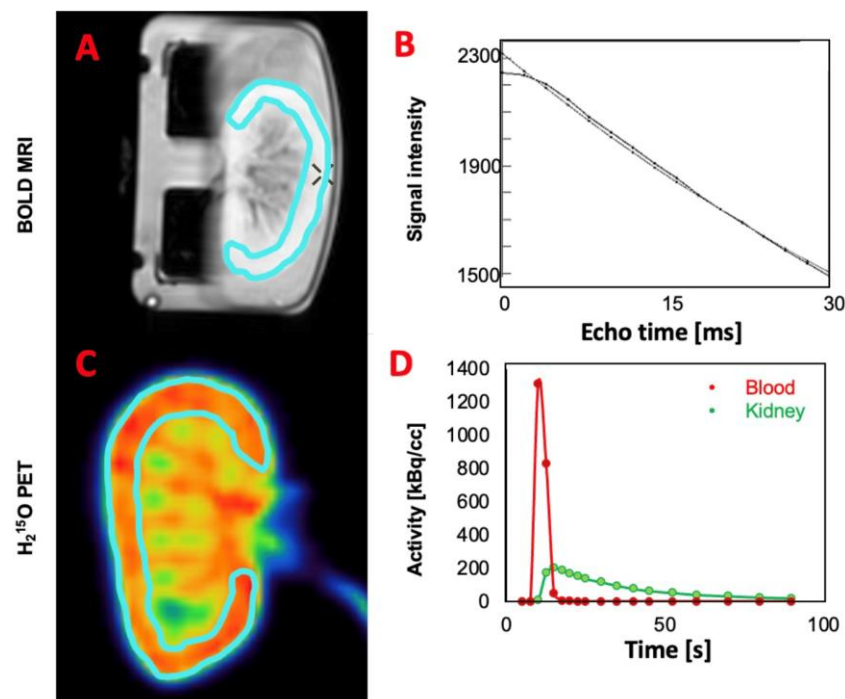 A
BOLD MRI
B
2300
1900
1500
Signal intensity
0
15
30
Echo time [ms]
C
H₂¹⁵O PET
D
1400
1200
1000
800
600
400
200
0
Activity [kBq/cc]
Blood
Kidney
0
50
100
Time [s]